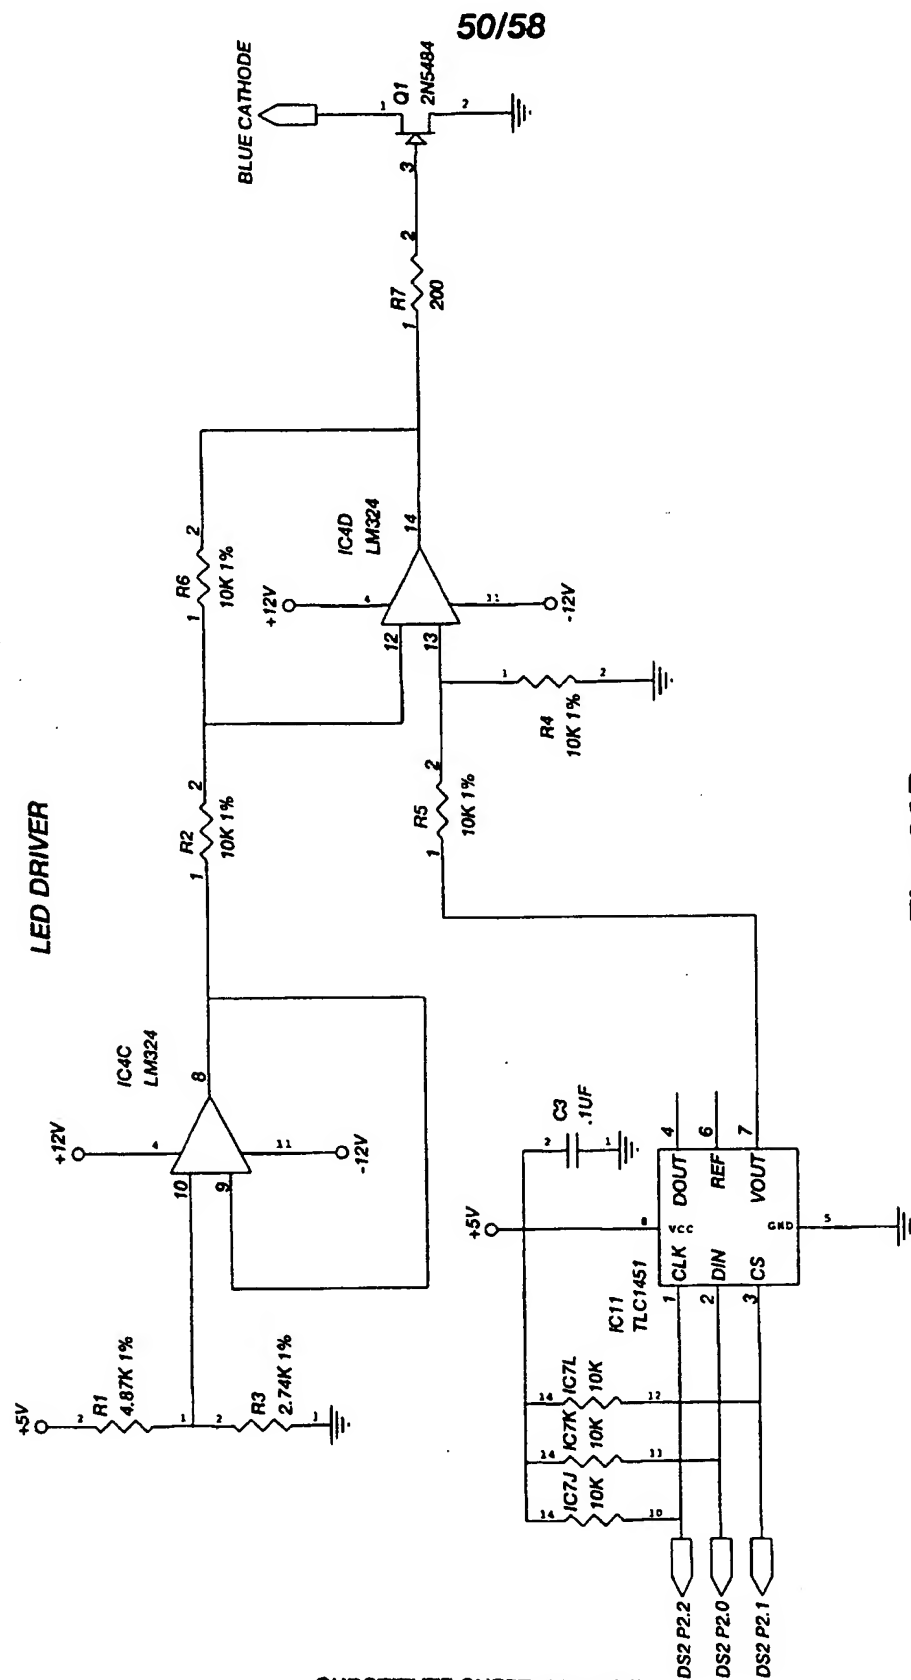 50/58
LED DRIVER
+5V
2
R1
4.87K 1%
1
2
R3
2.74K 1%
1
+12V
4
IC4C
LM324
10
9
8
11
-12V
1
R2
2
10K 1%
1
R6
2
10K 1%
+12V
4
IC4D
LM324
12
13
14
11
-12V
1
R5
2
10K 1%
1
R4
10K 1%
2
1
R7
2
200
3
Q1
2N5484
1
2
BLUE CATHODE
+5V
2
C3
.1UF
1
14
IC7J
10K
10
14
IC7K
10K
11
14
IC7L
10K
12
IC11
TLC1451
1
CLK
2
DIN
3
CS
8
VCC
GND
5
DOUT
4
REF
6
VOUT
7
DS2 P2.2
DS2 P2.0
DS2 P2.1